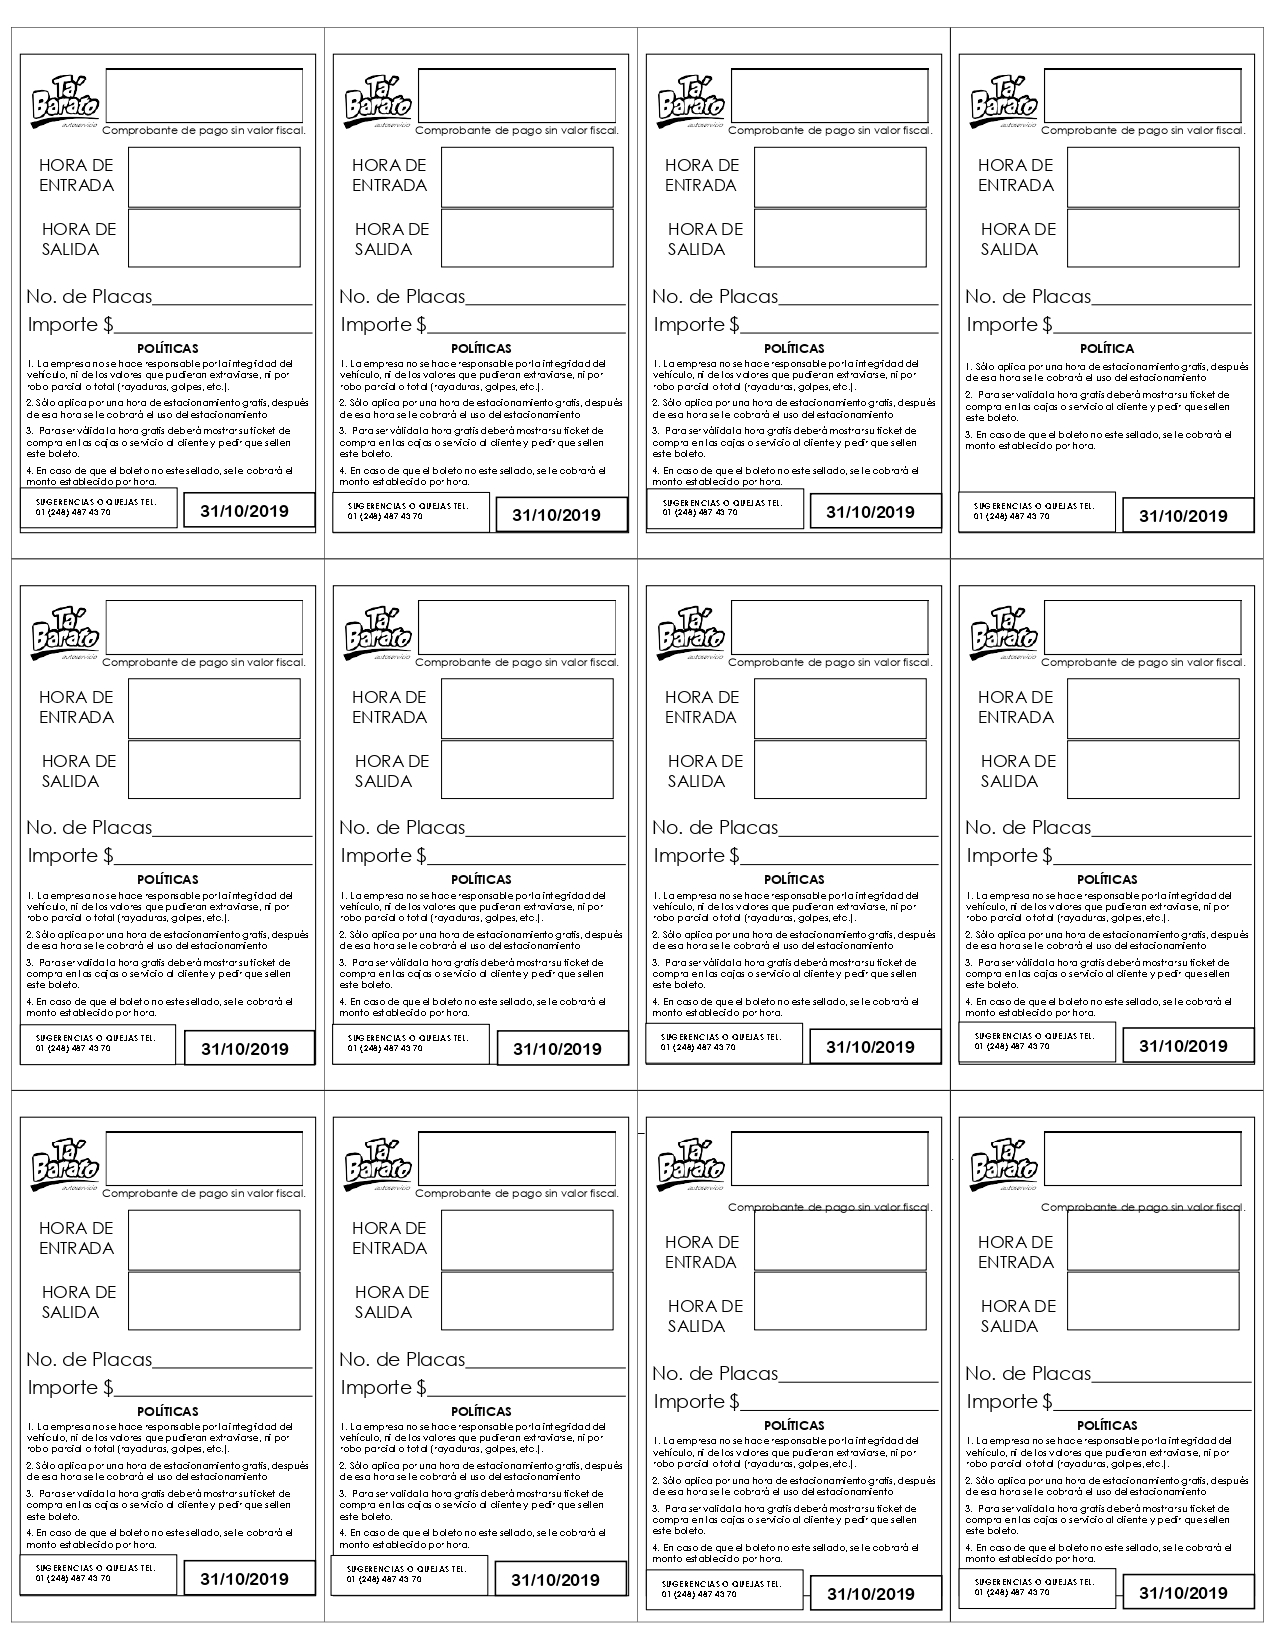 Ta' Barato
autoservicio
Comprobante de pago sin valor fiscal.
HORA DE
ENTRADA
HORA DE
SALIDA
No. de Placas
Importe $
POLÍTICAS
1. La empresa no se hace responsable por la integridad del
vehículo, ni de los valores que pudieran extraviarse, ni por
robo parcial o total (rayaduras, golpes, etc.).
2. Sólo aplica por una hora de estacionamiento gratis, después
de esa hora se le cobrará el uso del estacionamiento
3. Para ser válida la hora gratis deberá mostrar su ticket de
compra en las cajas o servicio al cliente y pedir que sellen
este boleto.
4. En caso de que el boleto no este sellado, se le cobrará el
monto establecido por hora.
SUGERENCIAS O QUEJAS TEL.
01 (248) 487 43 70
31/10/2019
Ta' Barato
autoservicio
Comprobante de pago sin valor fiscal.
HORA DE
ENTRADA
HORA DE
SALIDA
No. de Placas
Importe $
POLÍTICAS
1. La empresa no se hace responsable por la integridad del
vehículo, ni de los valores que pudieran extraviarse, ni por
robo parcial o total (rayaduras, golpes, etc.).
2. Sólo aplica por una hora de estacionamiento gratis, después
de esa hora se le cobrará el uso del estacionamiento
3. Para ser válida la hora gratis deberá mostrar su ticket de
compra en las cajas o servicio al cliente y pedir que sellen
este boleto.
4. En caso de que el boleto no este sellado, se le cobrará el
monto establecido por hora.
SUGERENCIAS O QUEJAS TEL.
01 (248) 487 43 70
31/10/2019
Ta' Barato
autoservicio
Comprobante de pago sin valor fiscal.
HORA DE
ENTRADA
HORA DE
SALIDA
No. de Placas
Importe $
POLÍTICAS
1. La empresa no se hace responsable por la integridad del
vehículo, ni de los valores que pudieran extraviarse, ni por
robo parcial o total (rayaduras, golpes, etc.).
2. Sólo aplica por una hora de estacionamiento gratis, después
de esa hora se le cobrará el uso del estacionamiento
3. Para ser válida la hora gratis deberá mostrar su ticket de
compra en las cajas o servicio al cliente y pedir que sellen
este boleto.
4. En caso de que el boleto no este sellado, se le cobrará el
monto establecido por hora.
SUGERENCIAS O QUEJAS TEL.
01 (248) 487 43 70
31/10/2019
Ta' Barato
autoservicio
Comprobante de pago sin valor fiscal.
HORA DE
ENTRADA
HORA DE
SALIDA
No. de Placas
Importe $
POLÍTICA
1. Sólo aplica por una hora de estacionamiento gratis, después
de esa hora se le cobrará el uso del estacionamiento
2. Para ser valida la hora gratis deberá mostrar su ticket de
compra en las cajas o servicio al cliente y pedir que sellen
este boleto.
3. En caso de que el boleto no este sellado, se le cobrará el
monto establecido por hora.
SUGERENCIAS O QUEJAS TEL.
01 (248) 487 43 70
31/10/2019
Ta' Barato
autoservicio
Comprobante de pago sin valor fiscal.
HORA DE
ENTRADA
HORA DE
SALIDA
No. de Placas
Importe $
POLÍTICAS
1. La empresa no se hace responsable por la integridad del
vehículo, ni de los valores que pudieran extraviarse, ni por
robo parcial o total (rayaduras, golpes, etc.).
2. Sólo aplica por una hora de estacionamiento gratis, después
de esa hora se le cobrará el uso del estacionamiento
3. Para ser válida la hora gratis deberá mostrar su ticket de
compra en las cajas o servicio al cliente y pedir que sellen
este boleto.
4. En caso de que el boleto no este sellado, se le cobrará el
monto establecido por hora.
SUGERENCIAS O QUEJAS TEL.
01 (248) 487 43 70
31/10/2019
Ta' Barato
autoservicio
Comprobante de pago sin valor fiscal.
HORA DE
ENTRADA
HORA DE
SALIDA
No. de Placas
Importe $
POLÍTICAS
1. La empresa no se hace responsable por la integridad del
vehículo, ni de los valores que pudieran extraviarse, ni por
robo parcial o total (rayaduras, golpes, etc.).
2. Sólo aplica por una hora de estacionamiento gratis, después
de esa hora se le cobrará el uso del estacionamiento
3. Para ser válida la hora gratis deberá mostrar su ticket de
compra en las cajas o servicio al cliente y pedir que sellen
este boleto.
4. En caso de que el boleto no este sellado, se le cobrará el
monto establecido por hora.
SUGERENCIAS O QUEJAS TEL.
01 (248) 487 43 70
31/10/2019
Ta' Barato
autoservicio
Comprobante de pago sin valor fiscal.
HORA DE
ENTRADA
HORA DE
SALIDA
No. de Placas
Importe $
POLÍTICAS
1. La empresa no se hace responsable por la integridad del
vehículo, ni de los valores que pudieran extraviarse, ni por
robo parcial o total (rayaduras, golpes, etc.).
2. Sólo aplica por una hora de estacionamiento gratis, después
de esa hora se le cobrará el uso del estacionamiento
3. Para ser válida la hora gratis deberá mostrar su ticket de
compra en las cajas o servicio al cliente y pedir que sellen
este boleto.
4. En caso de que el boleto no este sellado, se le cobrará el
monto establecido por hora.
SUGERENCIAS O QUEJAS TEL.
01 (248) 487 43 70
31/10/2019
Ta' Barato
autoservicio
Comprobante de pago sin valor fiscal.
HORA DE
ENTRADA
HORA DE
SALIDA
No. de Placas
Importe $
POLÍTICAS
1. La empresa no se hace responsable por la integridad del
vehículo, ni de los valores que pudieran extraviarse, ni por
robo parcial o total (rayaduras, golpes, etc.).
2. Sólo aplica por una hora de estacionamiento gratis, después
de esa hora se le cobrará el uso del estacionamiento
3. Para ser válida la hora gratis deberá mostrar su ticket de
compra en las cajas o servicio al cliente y pedir que sellen
este boleto.
4. En caso de que el boleto no este sellado, se le cobrará el
monto establecido por hora.
SUGERENCIAS O QUEJAS TEL.
01 (248) 487 43 70
31/10/2019
Ta' Barato
autoservicio
Comprobante de pago sin valor fiscal.
HORA DE
ENTRADA
HORA DE
SALIDA
No. de Placas
Importe $
POLÍTICAS
1. La empresa no se hace responsable por la integridad del
vehículo, ni de los valores que pudieran extraviarse, ni por
robo parcial o total (rayaduras, golpes, etc.).
2. Sólo aplica por una hora de estacionamiento gratis, después
de esa hora se le cobrará el uso del estacionamiento
3. Para ser valida la hora gratis deberá mostrar su ticket de
compra en las cajas o servicio al cliente y pedir que sellen
este boleto.
4. En caso de que el boleto no este sellado, se le cobrará el
monto establecido por hora.
SUGERENCIAS O QUEJAS TEL.
01 (248) 487 43 70
31/10/2019
Ta' Barato
autoservicio
Comprobante de pago sin valor fiscal.
HORA DE
ENTRADA
HORA DE
SALIDA
No. de Placas
Importe $
POLÍTICAS
1. La empresa no se hace responsable por la integridad del
vehículo, ni de los valores que pudieran extraviarse, ni por
robo parcial o total (rayaduras, golpes, etc.).
2. Sólo aplica por una hora de estacionamiento gratis, después
de esa hora se le cobrará el uso del estacionamiento
3. Para ser valida la hora gratis deberá mostrar su ticket de
compra en las cajas o servicio al cliente y pedir que sellen
este boleto.
4. En caso de que el boleto no este sellado, se le cobrará el
monto establecido por hora.
SUGERENCIAS O QUEJAS TEL.
01 (248) 487 43 70
31/10/2019
Ta' Barato
autoservicio
Comprobante de pago sin valor fiscal.
HORA DE
ENTRADA
HORA DE
SALIDA
No. de Placas
Importe $
POLÍTICAS
1. La empresa no se hace responsable por la integridad del
vehículo, ni de los valores que pudieran extraviarse, ni por
robo parcial o total (rayaduras, golpes, etc.).
2. Sólo aplica por una hora de estacionamiento gratis, después
de esa hora se le cobrará el uso del estacionamiento
3. Para ser valida la hora gratis deberá mostrar su ticket de
compra en las cajas o servicio al cliente y pedir que sellen
este boleto.
4. En caso de que el boleto no este sellado, se le cobrará el
monto establecido por hora.
SUGERENCIAS O QUEJAS TEL.
01 (248) 487 43 70
31/10/2019
Ta' Barato
autoservicio
Comprobante de pago sin valor fiscal.
HORA DE
ENTRADA
HORA DE
SALIDA
No. de Placas
Importe $
POLÍTICAS
1. La empresa no se hace responsable por la integridad del
vehículo, ni de los valores que pudieran extraviarse, ni por
robo parcial o total (rayaduras, golpes, etc.).
2. Sólo aplica por una hora de estacionamiento gratis, después
de esa hora se le cobrará el uso del estacionamiento
3. Para ser valida la hora gratis deberá mostrar su ticket de
compra en las cajas o servicio al cliente y pedir que sellen
este boleto.
4. En caso de que el boleto no este sellado, se le cobrará el
monto establecido por hora.
SUGERENCIAS O QUEJAS TEL.
01 (248) 487 43 70
31/10/2019